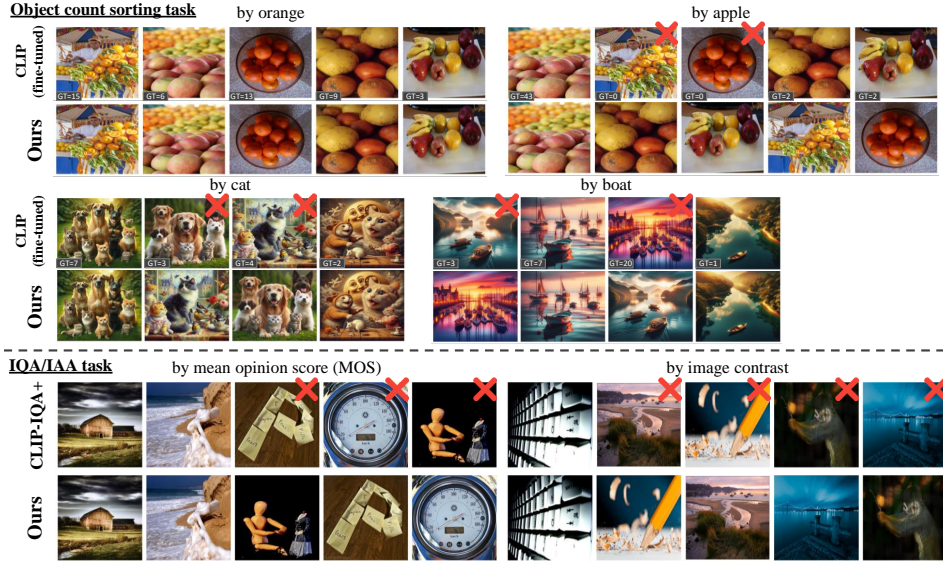 Object count sorting task
by orange
by apple
CLIP
(fine-tuned)
GT=15
GT=6
GT=13
GT=9
GT=3
GT=43
GT=0
GT=0
GT=2
GT=2
Ours
by cat
by boat
CLIP
(fine-tuned)
GT=7
GT=3
GT=4
GT=2
GT=3
GT=7
GT=20
GT=1
Ours
IQA/IAA task
by mean opinion score (MOS)
by image contrast
CLIP-IQA+
Ours